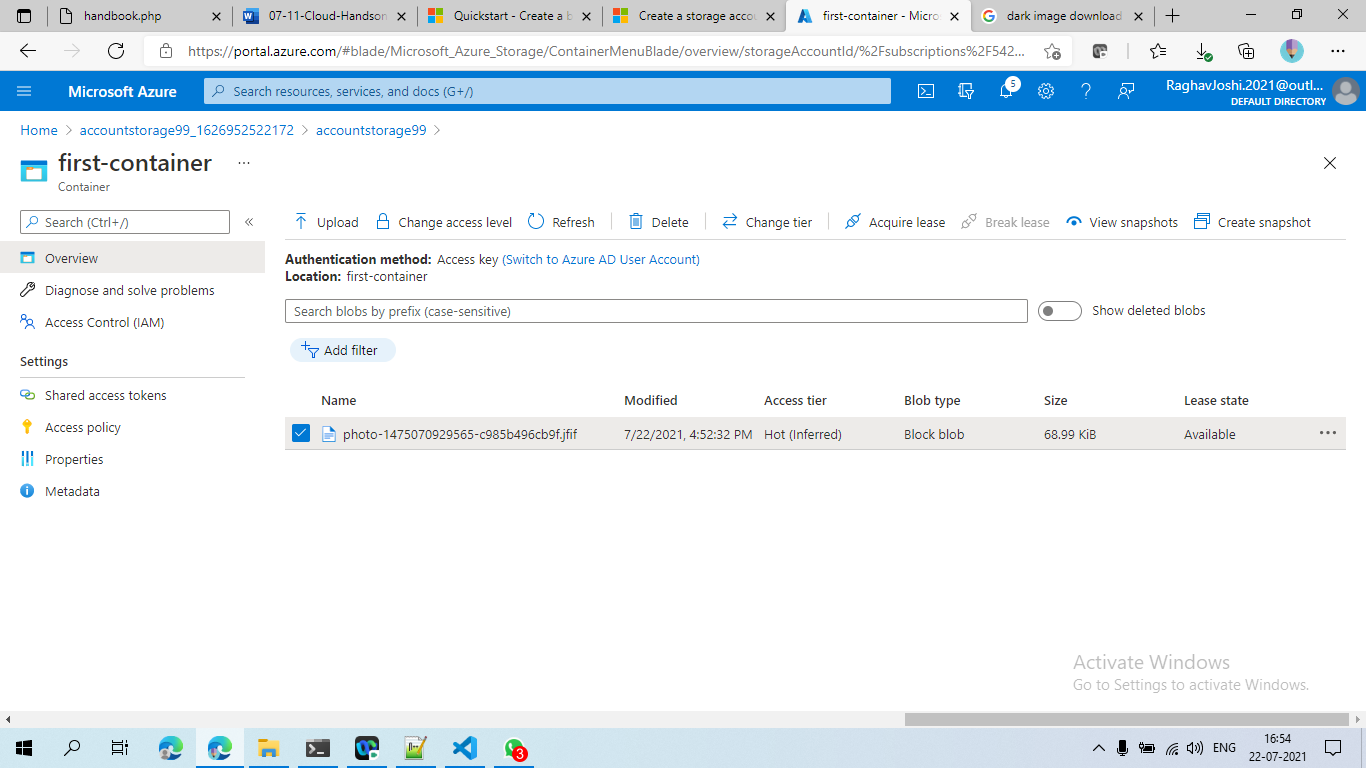 handbook.php
07-11-Cloud-Handson
Quickstart - Create a b
Create a storage accou
first-container - Micros
dark image download
https://portal.azure.com/#blade/Microsoft_Azure_Storage/ContainerMenuBlade/overview/storageAccountId/%2Fsubscriptions%2F542...
Microsoft Azure
Search resources, services, and docs (G+/)
5
RaghavJoshi.2021@outl...
DEFAULT DIRECTORY
Home > accountstorage99_1626952522172 > accountstorage99 >
first-container ...
Container
Search (Ctrl+/)
«
Upload Change access level Refresh Delete Change tier Acquire lease Break lease View snapshots Create snapshot
Overview
Diagnose and solve problems
Access Control (IAM)
Settings
Shared access tokens
Access policy
Properties
Metadata
Authentication method: Access key (Switch to Azure AD User Account)
Location: first-container
Search blobs by prefix (case-sensitive)
Show deleted blobs
Add filter
Name Modified Access tier Blob type Size Lease state
photo-1475070929565-c985b496cb9f.jfif 7/22/2021, 4:52:32 PM Hot (Inferred) Block blob 68.99 KiB Available ...
Activate Windows
Go to Settings to activate Windows.
3
ENG
16:54
22-07-2021